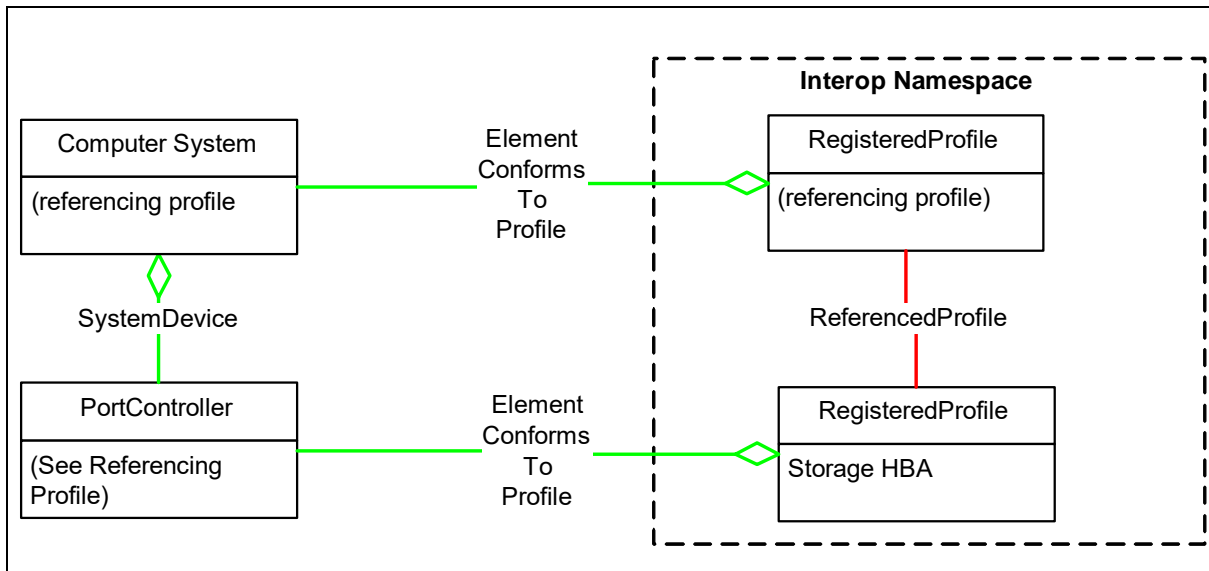 Interop Namespace
Computer System
(referencing profile
Element
Conforms
To
Profile
RegisteredProfile
(referencing profile)
SystemDevice
ReferencedProfile
PortController
(See Referencing
Profile)
Element
Conforms
To
Profile
RegisteredProfile
Storage HBA